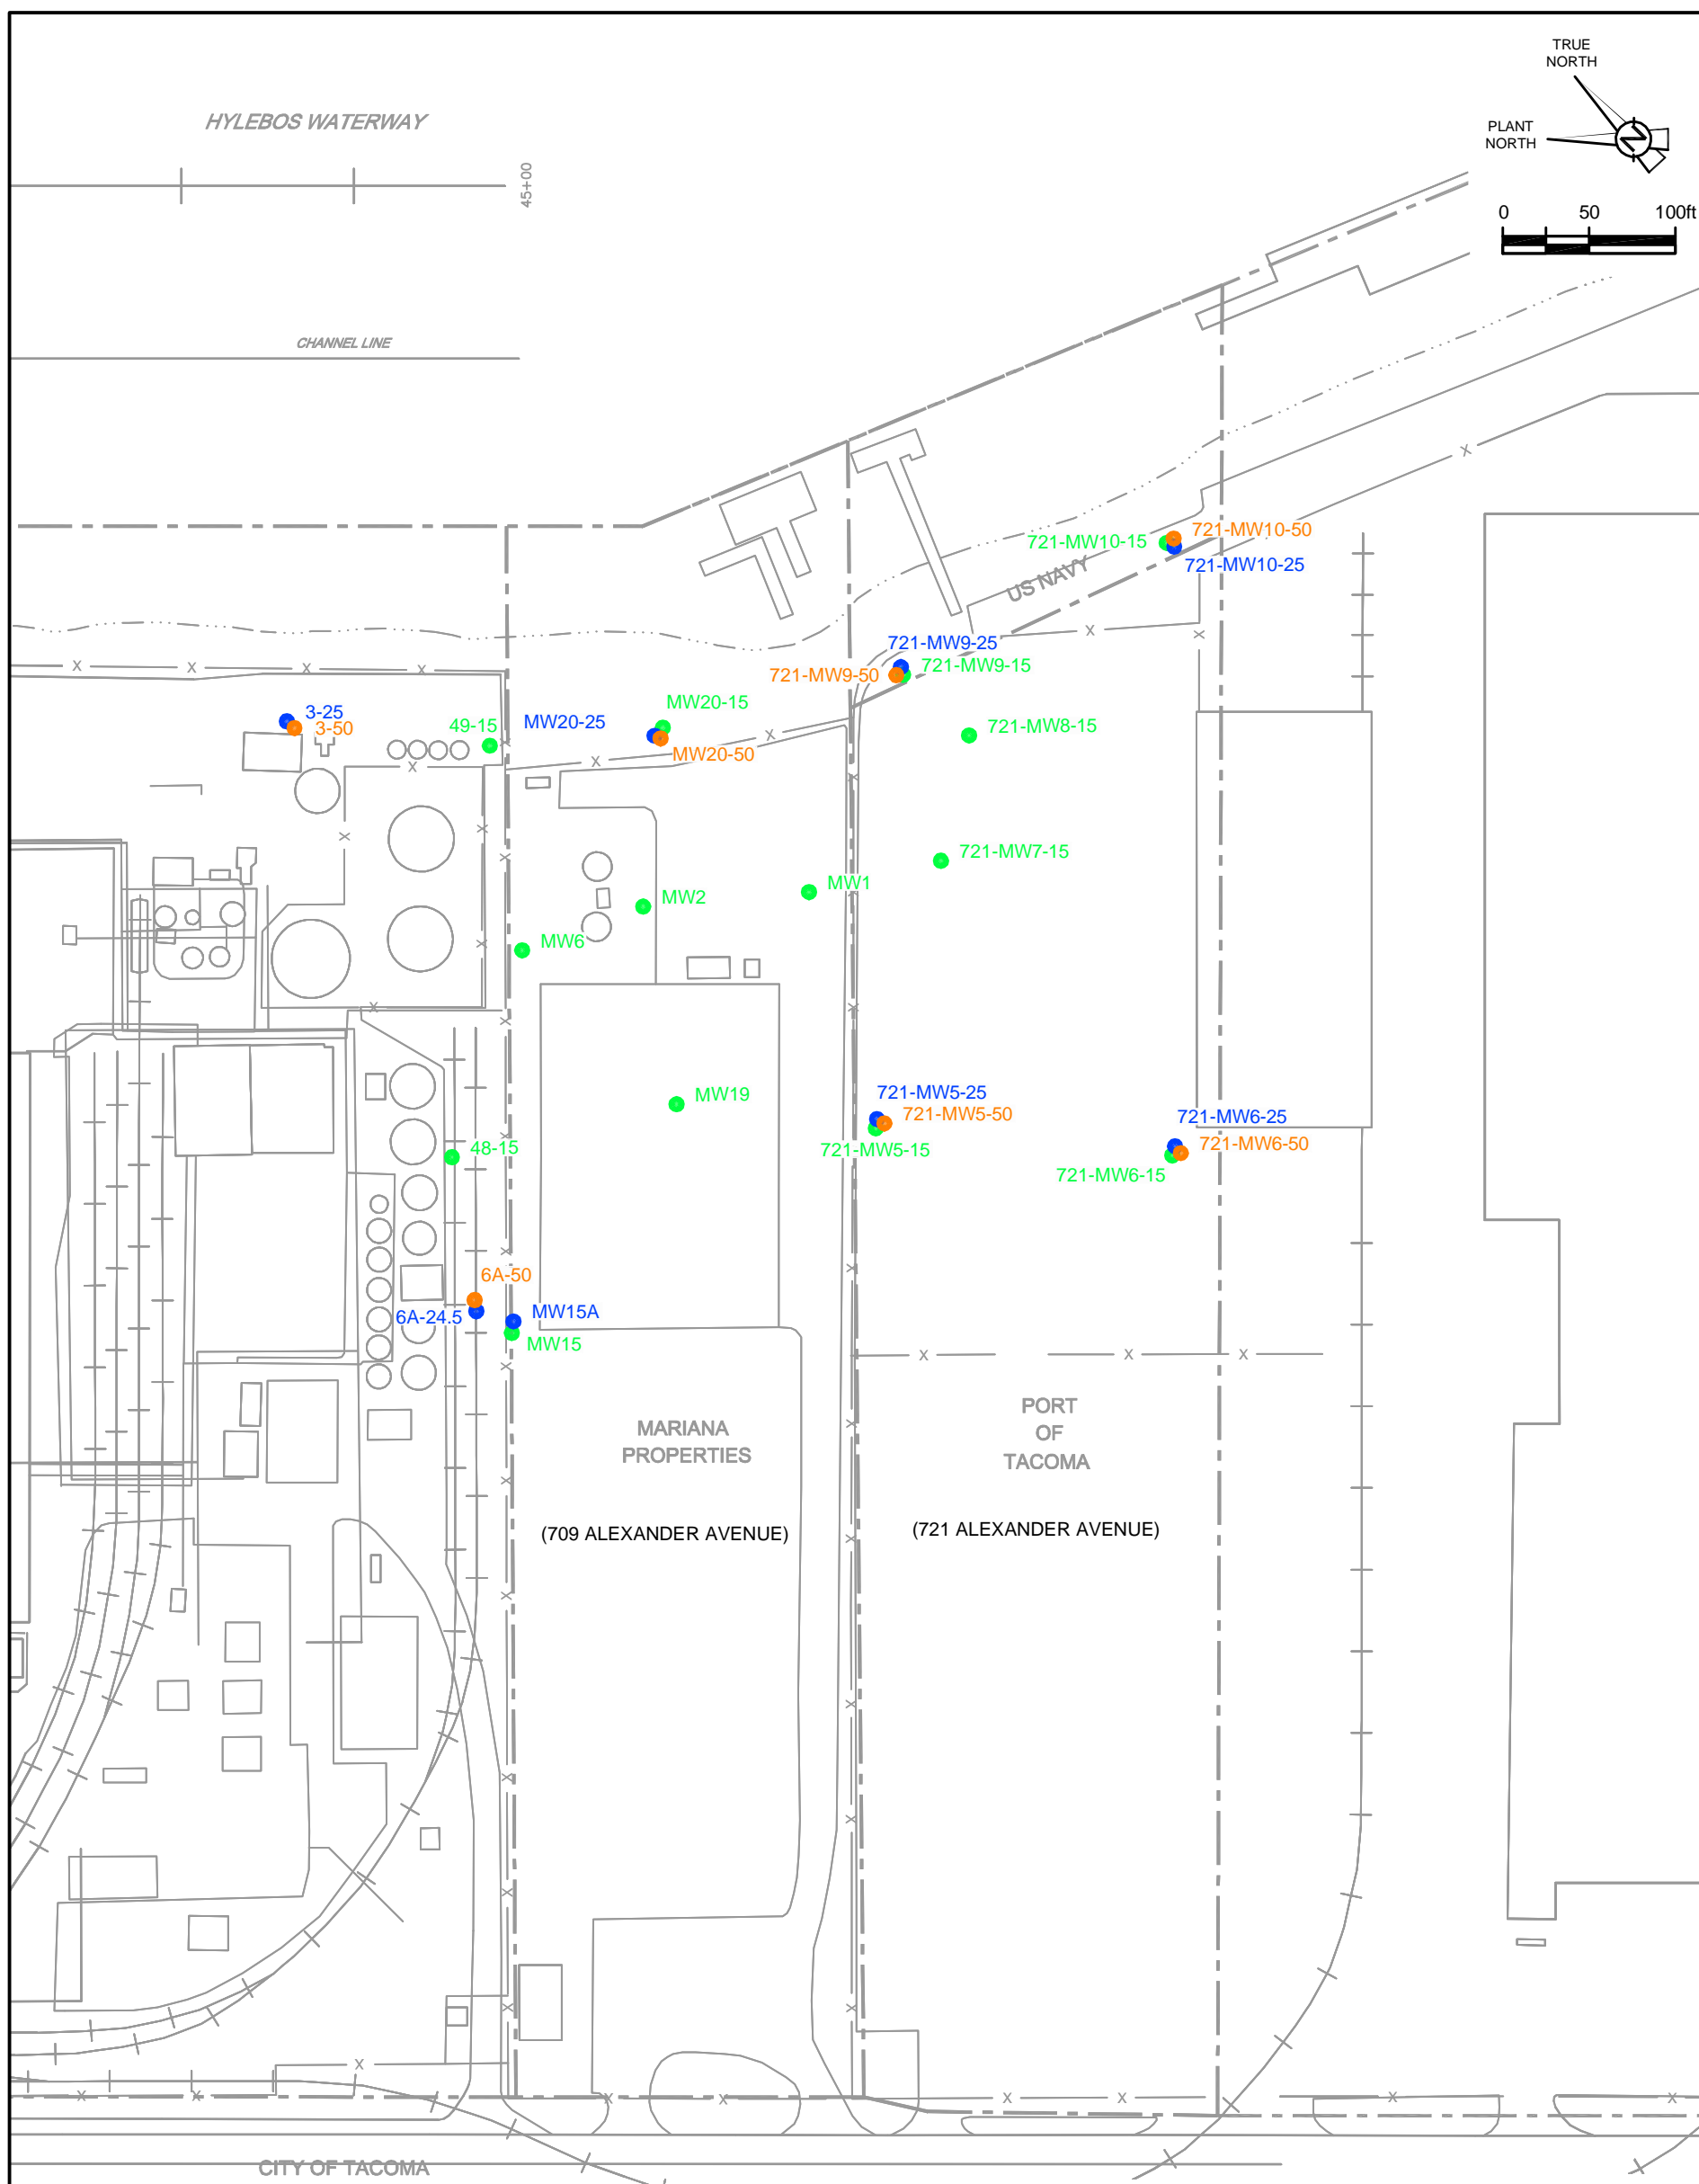 TRUE
NORTH
PLANT
NORTH
HYLEBOS WATERWAY
45+00
0 50 100ft
CHANNEL LINE
721-MW10-50
721-MW10-15
721-MW10-25
US NAVY
721-MW9-25
721-MW9-15
721-MW9-50
3-25
3-50
MW20-15
MW20-25
49-15
MW20-50
721-MW8-15
721-MW7-15
MW1
MW2
MW6
MW19
721-MW5-25
721-MW5-50
721-MW5-15
721-MW6-25
721-MW6-50
721-MW6-15
48-15
6A-50
6A-24.5
MW15A
MW15
MARIANA
PROPERTIES
PORT
OF
TACOMA
(709 ALEXANDER AVENUE)
(721 ALEXANDER AVENUE)
CITY OF TACOMA